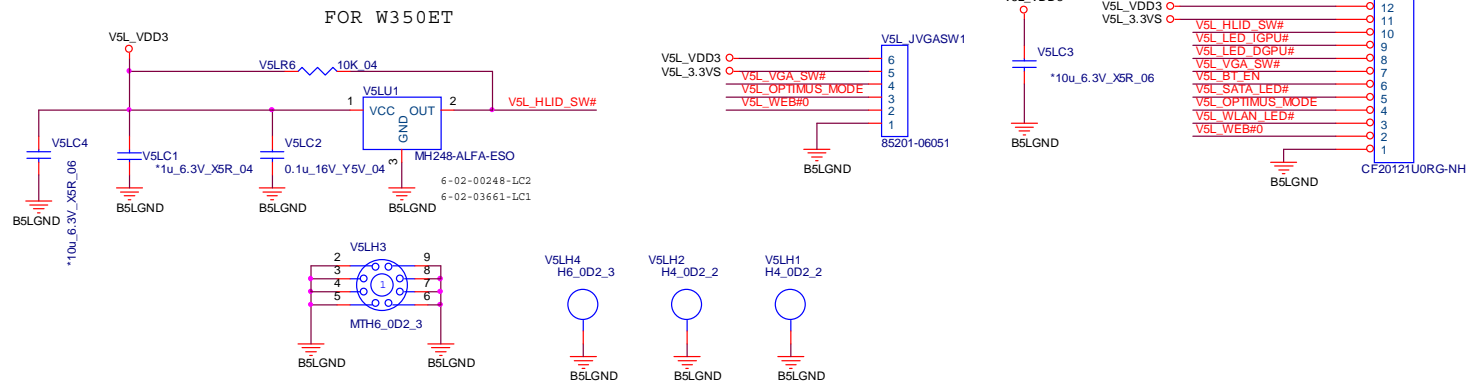 FOR W350ET
V5L_VDD3
V5LR6
10K_04
V5LU1
1
VCC
OUT
2
GND
3
MH248-ALFA-ESO
6-02-00248-LC2
6-02-03661-LC1
V5L_HLID_SW#
V5LC4
*10u_6.3V_X5R_06
B5LGND
V5LC1
*1u_6.3V_X5R_04
B5LGND
V5LC2
0.1u_16V_Y5V_04
B5LGND
B5LGND
V5L_JVGASW1
V5L_VDD3
V5L_3.3VS
V5L_VGA_SW#
V5L_OPTIMUS_MODE
V5L_WEB#0
6
5
4
3
2
1
85201-06051
B5LGND
V5LC3
*10u_6.3V_X5R_06
B5LGND
V5L_VDD3
V5L_3.3VS
V5L_HLID_SW#
V5L_LED_IGPU#
V5L_LED_DGPU#
V5L_VGA_SW#
V5L_BT_EN
V5L_SATA_LED#
V5L_OPTIMUS_MODE
V5L_WLAN_LED#
V5L_WEB#0
12
11
10
9
8
7
6
5
4
3
2
1
CF20121U0RG-NH
B5LGND
V5LH3
2
3
4
5
1
9
8
7
6
MTH6_0D2_3
B5LGND
B5LGND
V5LH4
H6_0D2_3
B5LGND
V5LH2
H4_0D2_2
B5LGND
V5LH1
H4_0D2_2
B5LGND